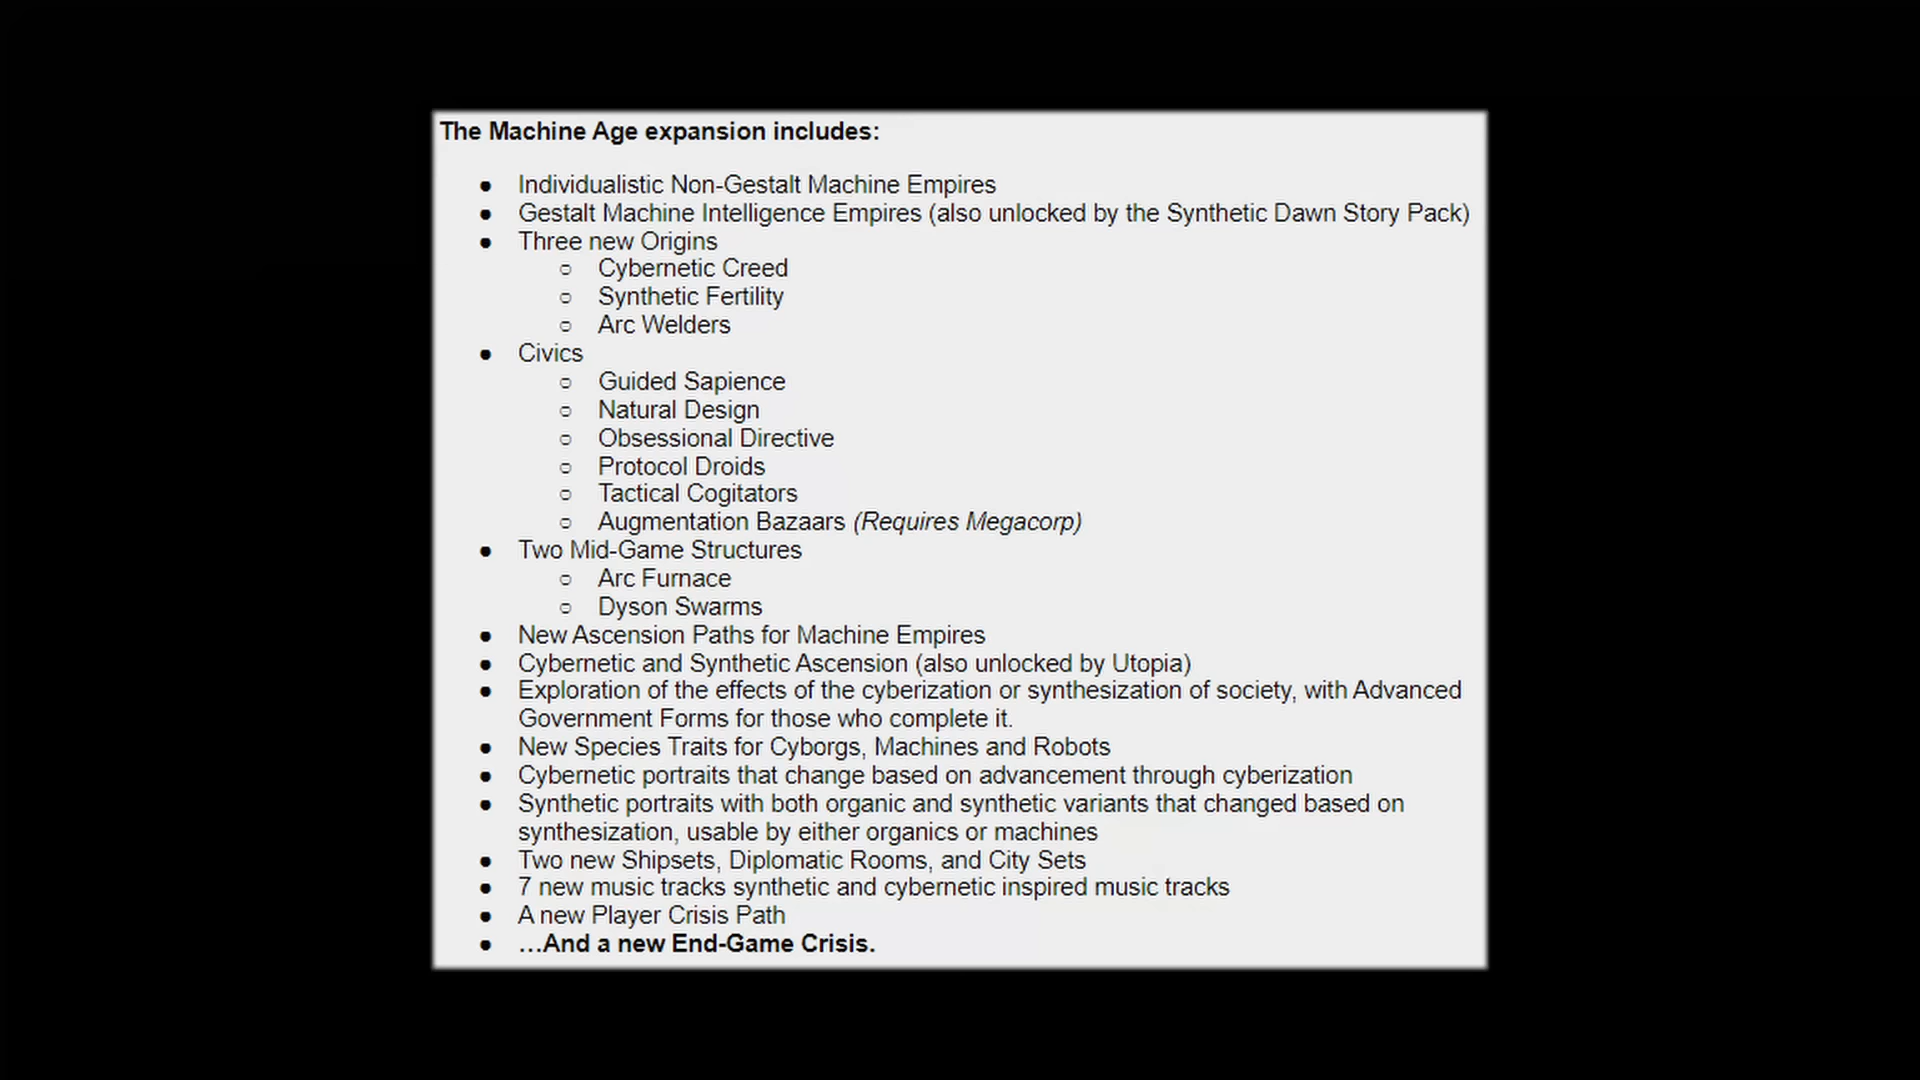 The Machine Age expansion includes:
● Individualistic Non-Gestalt Machine Empires
● Gestalt Machine Intelligence Empires (also unlocked by the Synthetic Dawn Story Pack)
● Three new Origins
○ Cybernetic Creed
○ Synthetic Fertility
○ Arc Welders
● Civics
○ Guided Sapience
○ Natural Design
○ Obsessional Directive
○ Protocol Droids
○ Tactical Cogitators
○ Augmentation Bazaars (Requires Megacorp)
● Two Mid-Game Structures
○ Arc Furnace
○ Dyson Swarms
● New Ascension Paths for Machine Empires
● Cybernetic and Synthetic Ascension (also unlocked by Utopia)
● Exploration of the effects of the cyberization or synthesization of society, with Advanced
Government Forms for those who complete it.
● New Species Traits for Cyborgs, Machines and Robots
● Cybernetic portraits that change based on advancement through cyberization
● Synthetic portraits with both organic and synthetic variants that changed based on
synthesization, usable by either organics or machines
● Two new Shipsets, Diplomatic Rooms, and City Sets
● 7 new music tracks synthetic and cybernetic inspired music tracks
● A new Player Crisis Path
● …And a new End-Game Crisis.